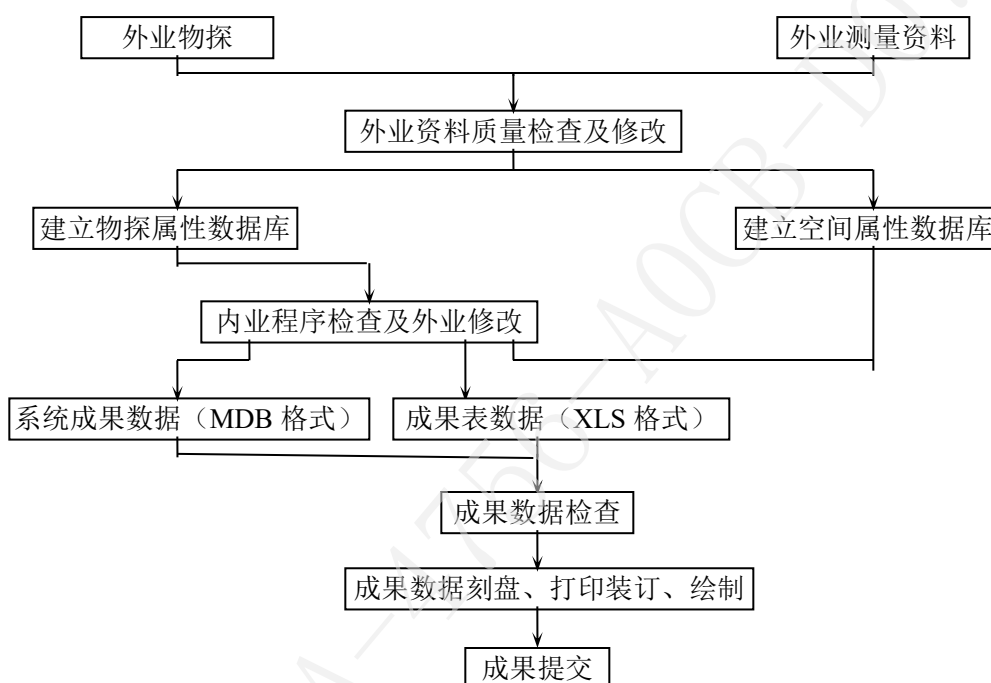 外业物探
外业测量资料
外业资料质量检查及修改
建立物探属性数据库
建立空间属性数据库
内业程序检查及外业修改
系统成果数据（MDB 格式）
成果表数据（XLS 格式）
成果数据检查
成果数据刻盘、打印装订、绘制
成果提交
A-4756-A0CB-D0